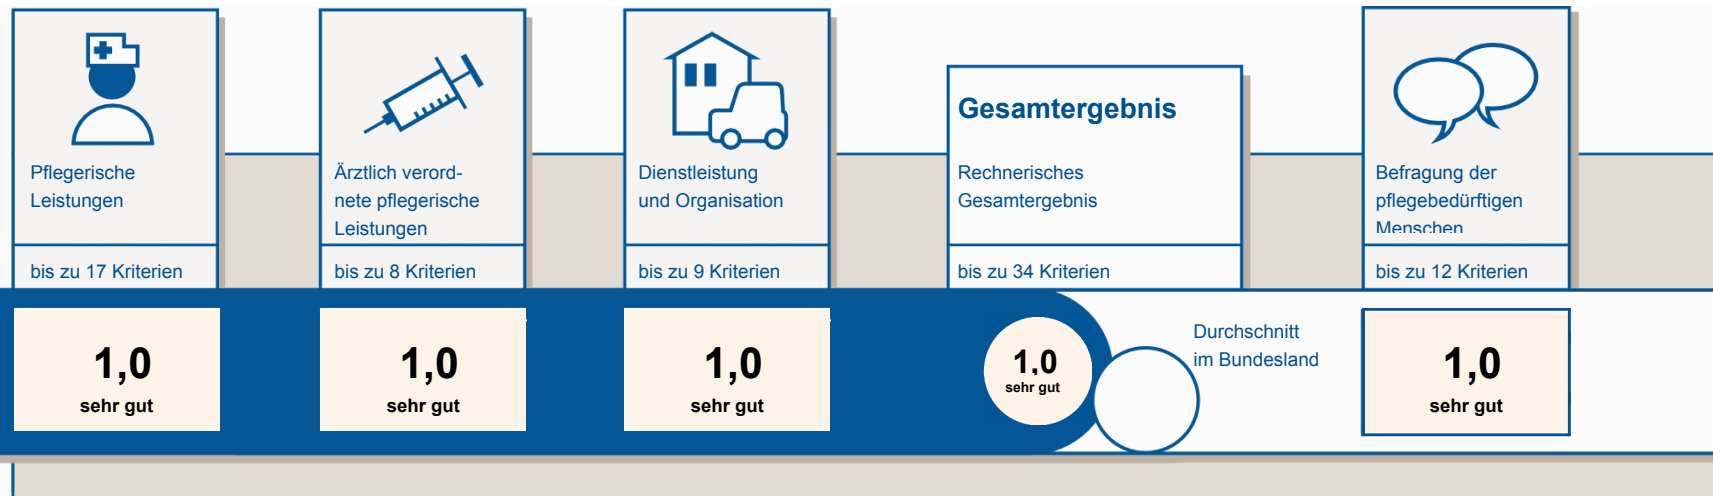 Pflegerische
Leistungen
bis zu 17 Kriterien
1,0
sehr gut
Ärztlich verord-
nete pflegerische
Leistungen
bis zu 8 Kriterien
1,0
sehr gut
Dienstleistung
und Organisation
bis zu 9 Kriterien
1,0
sehr gut
Gesamtergebnis
Rechnerisches
Gesamtergebnis
bis zu 34 Kriterien
1,0
sehr gut
Durchschnitt
im Bundesland
Befragung der
pflegebedürftigen
Menschen
bis zu 12 Kriterien
1,0
sehr gut